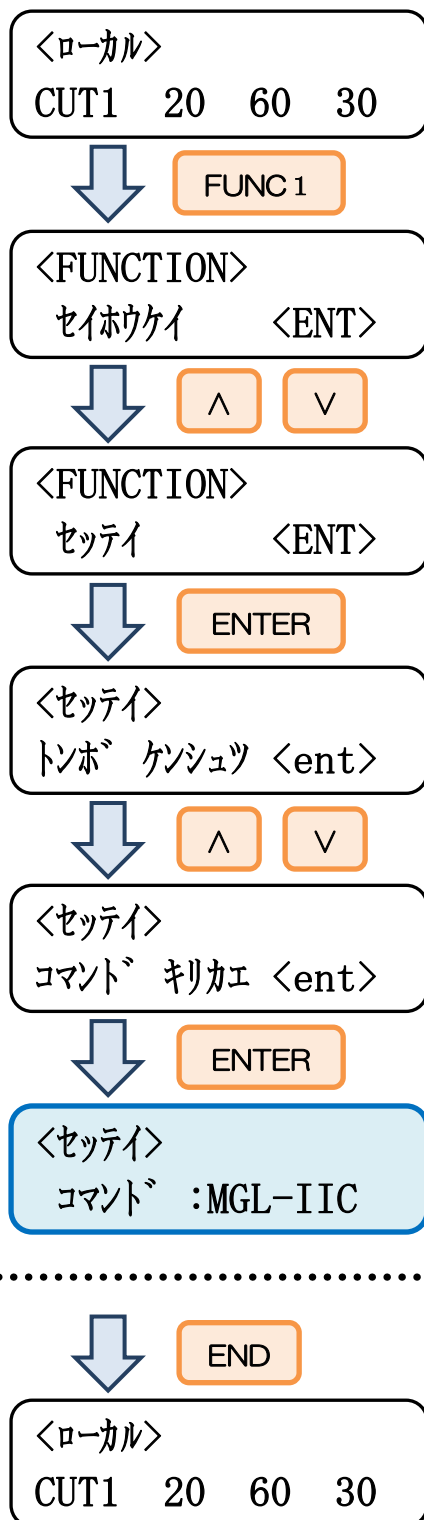 <ﾛｰｶﾙ>
CUT1 20 60 30
FUNC1
<FUNCTION>
ｾｲﾎｳｹｲ <ENT>
∧ ∨
<FUNCTION>
ｾｯﾃｲ <ENT>
ENTER
<ｾｯﾃｲ>
ﾄﾝﾎﾞ ｹﾝｼｭﾂ <ent>
∧ ∨
<ｾｯﾃｲ>
ｺﾏﾝﾄﾞ ｷﾘｶｴ <ent>
ENTER
<ｾｯﾃｲ>
ｺﾏﾝﾄﾞ :MGL-IIC
END
<ﾛｰｶﾙ>
CUT1 20 60 30